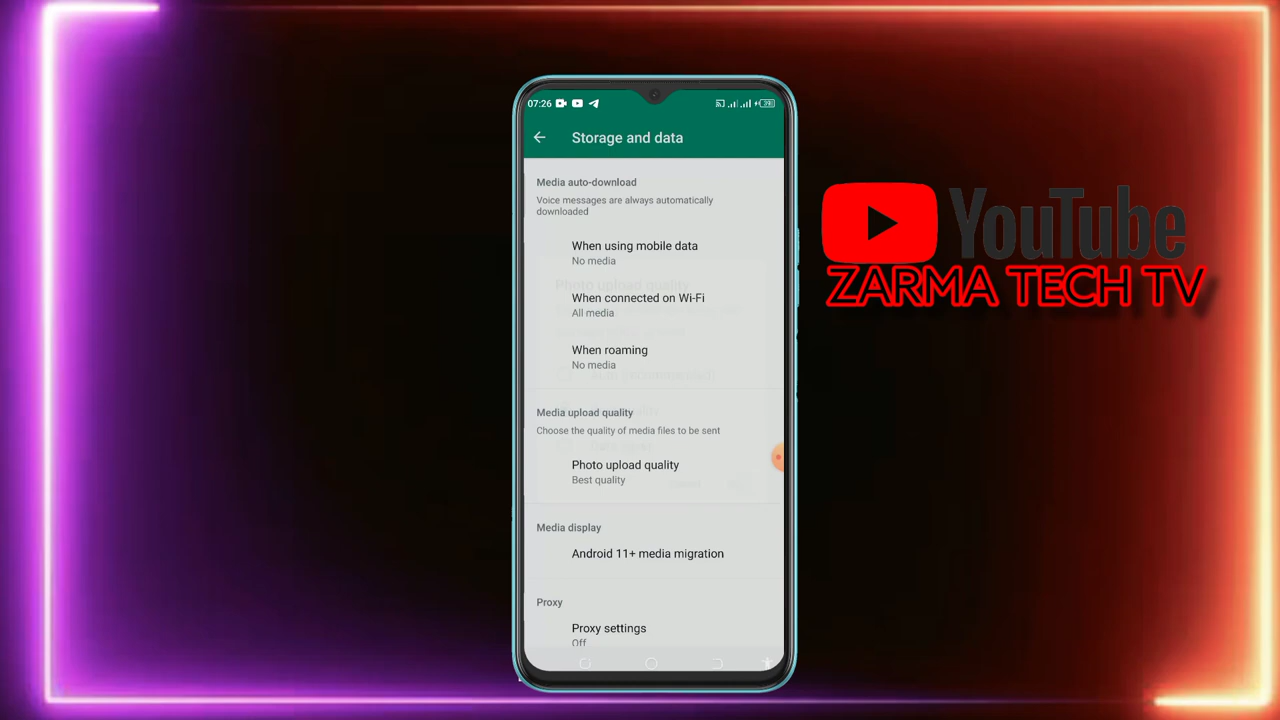 07:26
Storage and data
Media auto-download
Voice messages are always automatically
downloaded
When using mobile data
No media
When connected on Wi-Fi
All media
When roaming
No media
Media upload quality
Choose the quality of media files to be sent
Photo upload quality
Best quality
Media display
Android 11+ media migration
Proxy
Proxy settings
Off
YouTube
ZARMA TECH TV
Photo upload quality